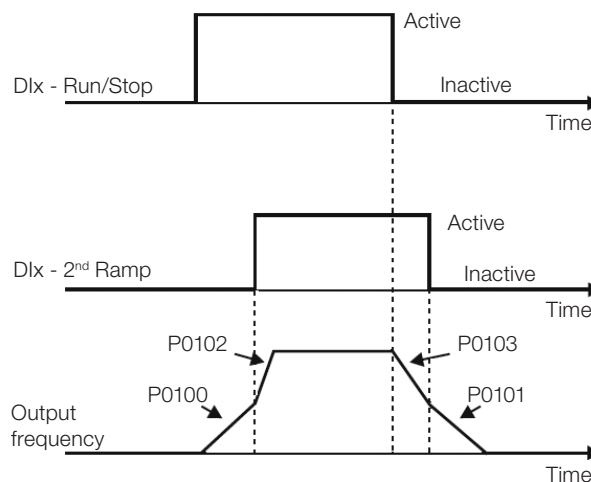 Active
DIx - Run/Stop
Inactive
Time
Active
DIx - 2nd Ramp
Inactive
Time
P0102
P0103
P0100
P0101
Output
frequency
Time